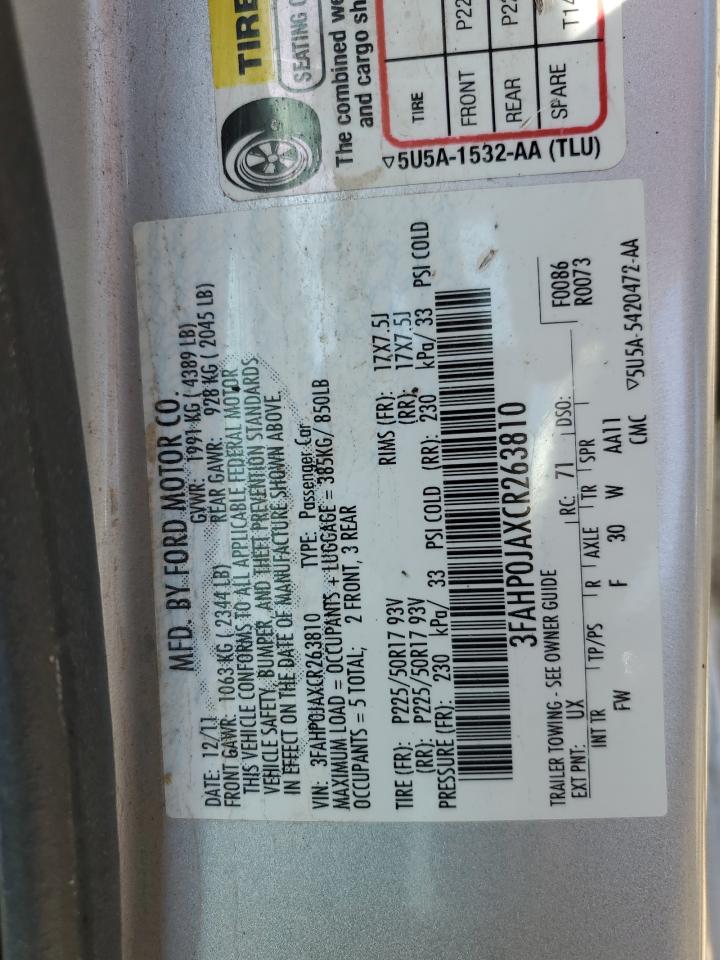 TIRE
SEATING C
The combined we
and cargo sh
TIRE
FRONT P22
REAR P2
SPARE T14
▽5U5A-1532-AA (TLU)
MFD. BY FORD MOTOR CO.
DATE: 12/11 GVWR: 1991 KG ( 4389 LB)
FRONT GAWR: 1063 KG ( 2344 LB) REAR GAWR: 928 KG ( 2045 LB)
THIS VEHICLE CONFORMS TO ALL APPLICABLE FEDERAL MOTOR
VEHICLE SAFETY, BUMPER, AND THEFT PREVENTION STANDARDS
IN EFFECT ON THE DATE OF MANUFACTURE SHOWN ABOVE.
VIN: 3FAHP0JAXCR263810 TYPE: Passenger Car
MAXIMUM LOAD = OCCUPANTS + LUGGAGE = 385KG/ 850LB
OCCUPANTS = 5 TOTAL; 2 FRONT, 3 REAR
TIRE (FR): P225/50R17 93V RIMS (FR): 17X7.5J
(RR): P225/50R17 93V (RR): 17X7.5J
PRESSURE (FR): 230 kPa/ 33 PSI COLD (RR): 230 kPa/ 33 PSI COLD
3FAHP0JAXCR263810
TRAILER TOWING - SEE OWNER GUIDE
EXT PNT: UX RC: 71 DSO: F0086
R0073
INT TR TP/PS R AXLE TR SPR
FW F 30 W AA11
CMC ▽5U5A-5420472-AA